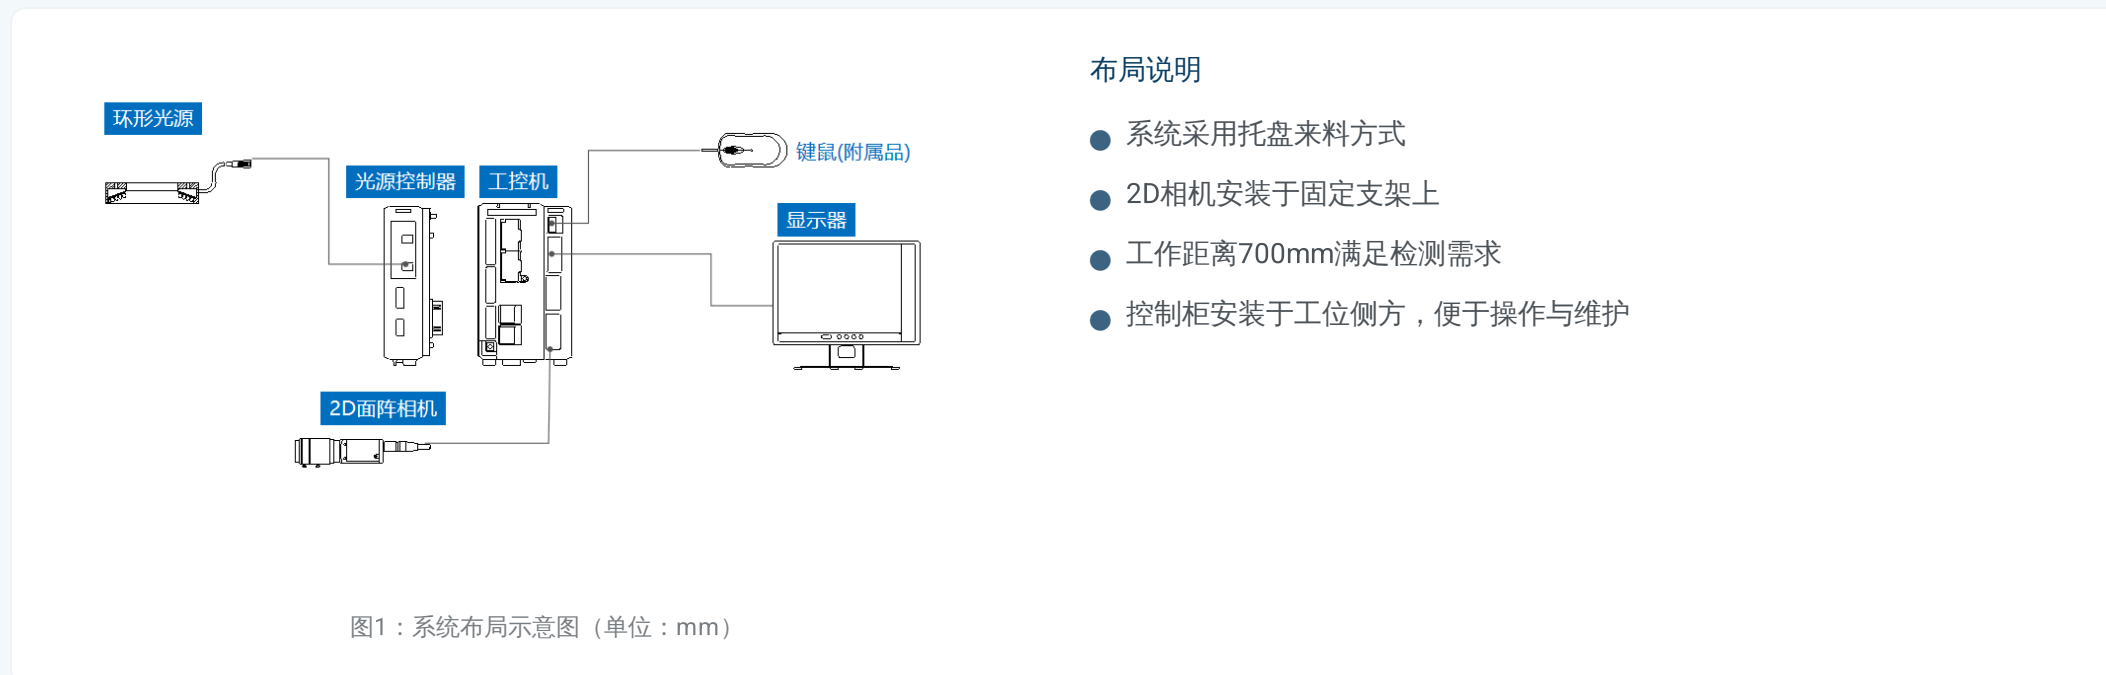 环形光源
光源控制器
工控机
键鼠(附属品)
显示器
2D面阵相机
图1：系统布局示意图（单位：mm）
布局说明
系统采用托盘来料方式
2D相机安装于固定支架上
工作距离700mm满足检测需求
控制柜安装于工位侧方，便于操作与维护